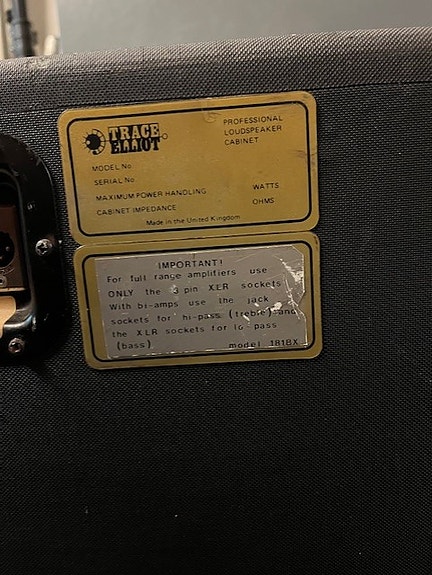 TRACE
ELLIOT
PROFESSIONAL
LOUDSPEAKER
CABINET
MODEL No.
SERIAL No.
MAXIMUM POWER HANDLING WATTS
CABINET IMPEDANCE OHMS
Made in the United Kingdom
IMPORTANT!
For full range amplifiers use
ONLY the 3 pin XLR sockets
With bi-amps use the jack
sockets for hi-pass (treble) and
the XLR sockets for lo pass
(bass) model 1818X